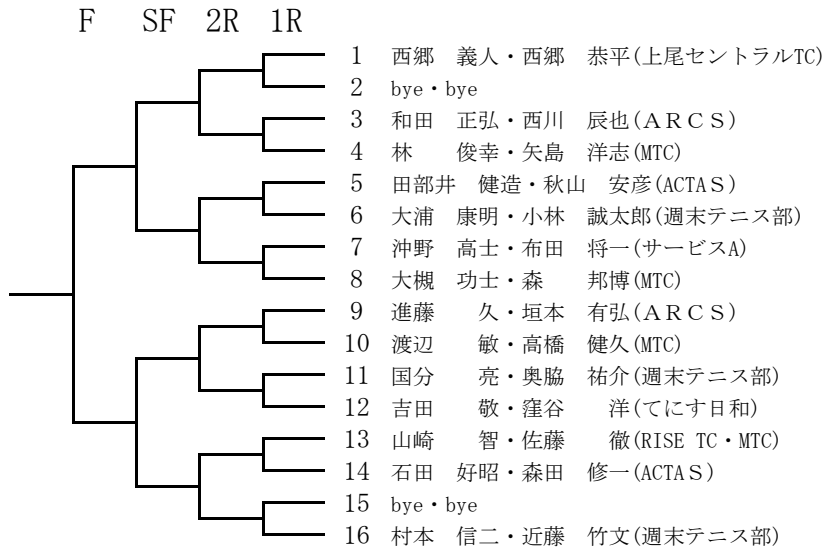 F SF 2R 1R
1 西郷　義人・西郷　恭平(上尾セントラルTC)
2 bye・bye
3 和田　正弘・西川　辰也(ＡＲＣＳ)
4 林　　俊幸・矢島　洋志(MTC)
5 田部井　健造・秋山　安彦(ACTAＳ)
6 大浦　康明・小林　誠太郎(週末テニス部)
7 沖野　高士・布田　将一(サービスA)
8 大槻　功士・森　　邦博(MTC)
9 進藤　　久・垣本　有弘(ＡＲＣＳ)
10 渡辺　　敏・高橋　健久(MTC)
11 国分　　亮・奥脇　祐介(週末テニス部)
12 吉田　　敬・窪谷　　洋(てにす日和)
13 山崎　　智・佐藤　　徹(RISE TC・MTC)
14 石田　好昭・森田　修一(ACTAＳ)
15 bye・bye
16 村本　信二・近藤　竹文(週末テニス部)